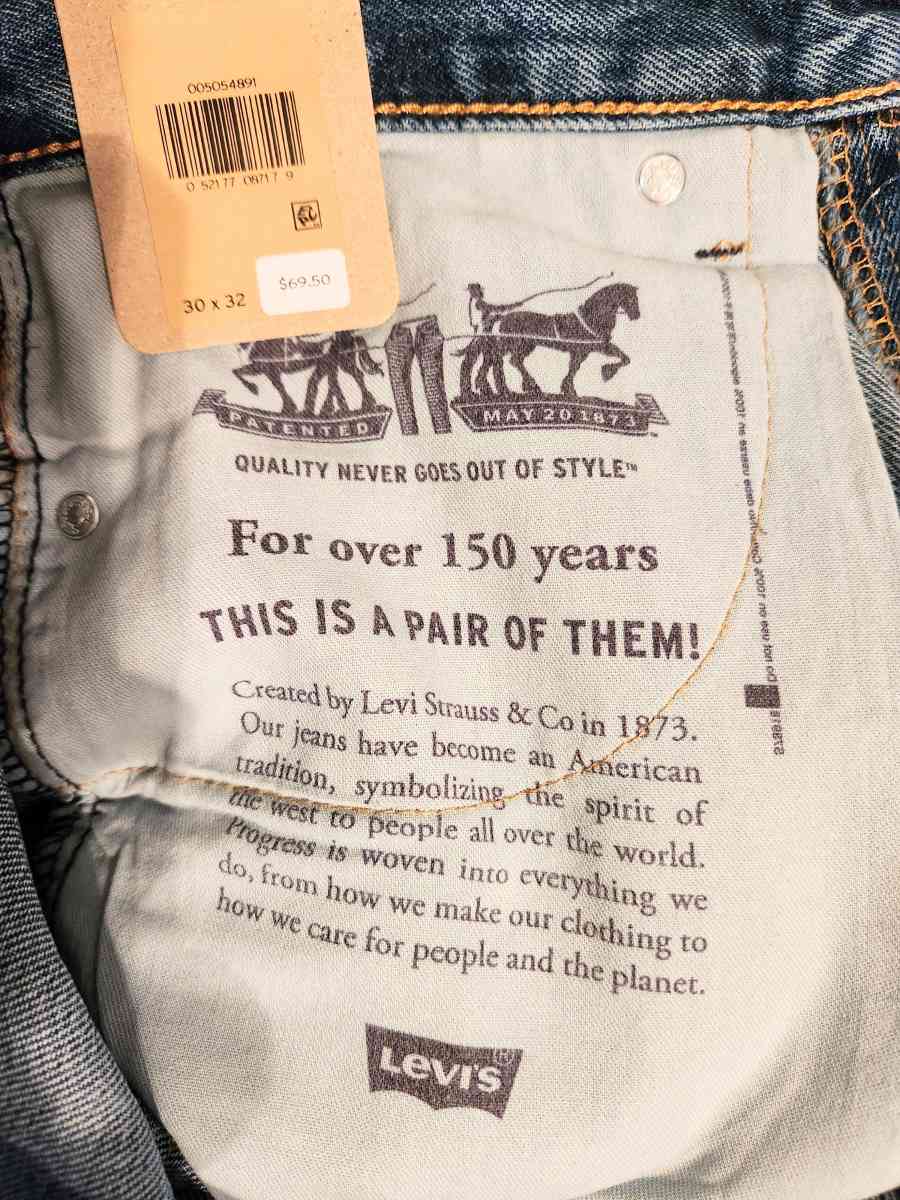 005054891
0 52177 08717 9
30 x 32
$69.50
PATENTED
MAY 20 1873
QUALITY NEVER GOES OUT OF STYLE™
For over 150 years
THIS IS A PAIR OF THEM!
Created by Levi Strauss & Co in 1873.
Our jeans have become an American
tradition, symbolizing the spirit of
the west to people all over the world.
Progress is woven into everything we
do, from how we make our clothing to
how we care for people and the planet.
LEVI'S®